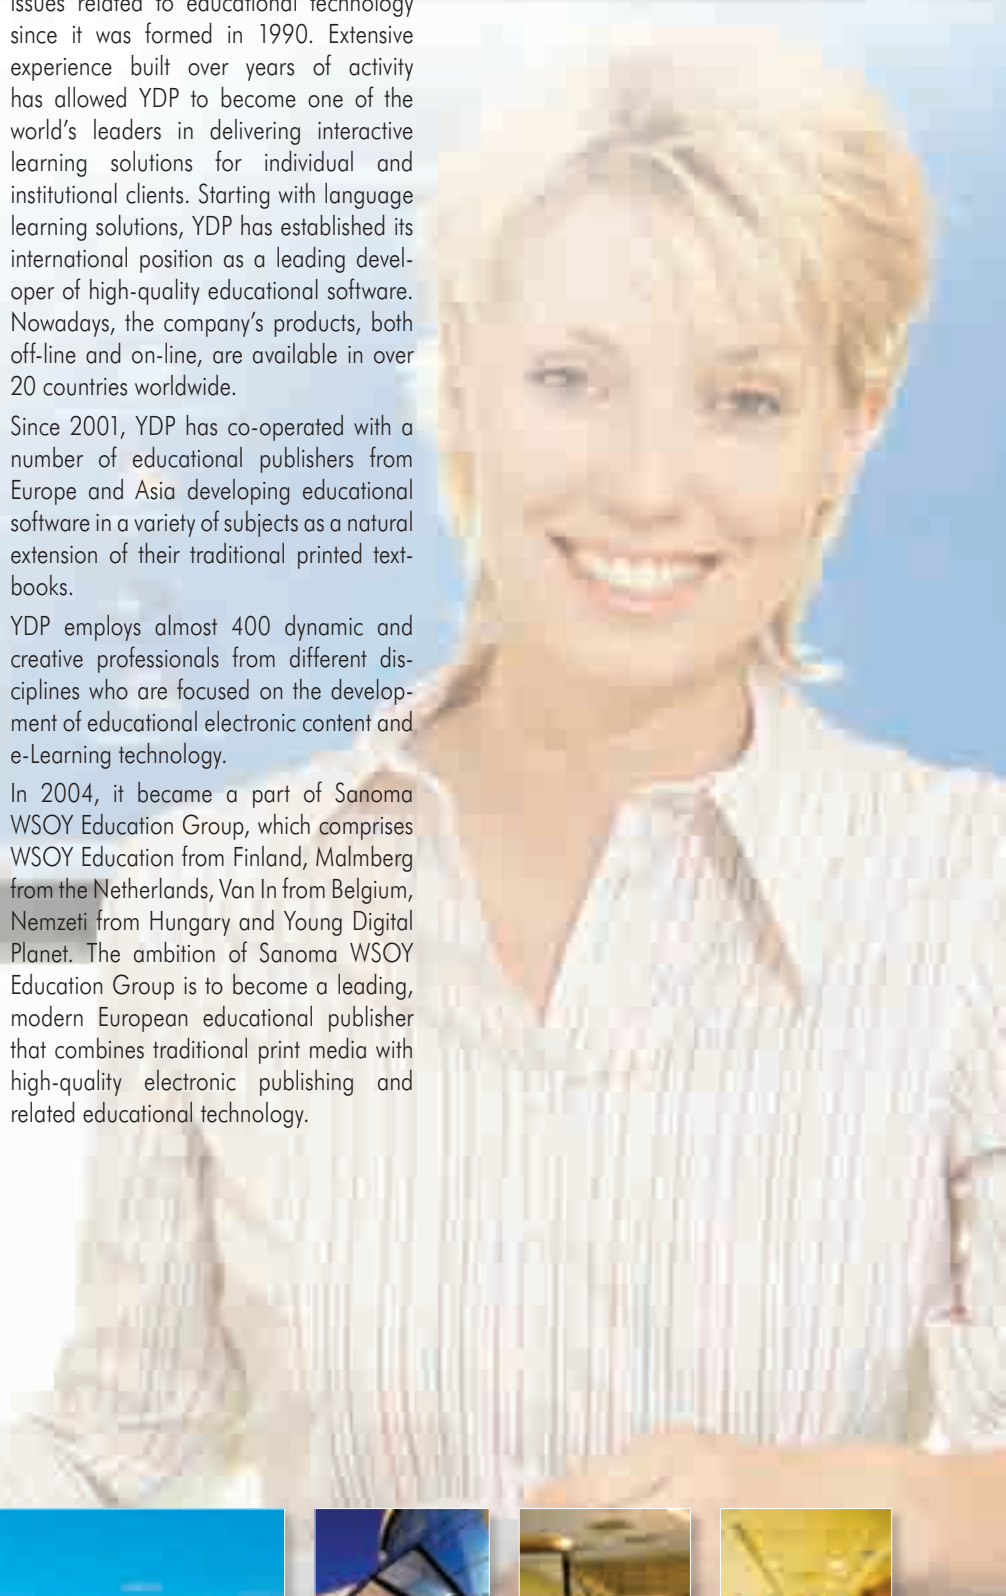 issues related to educational technology
since it was formed in 1990. Extensive
experience built over years of activity
has allowed YDP to become one of the
world's leaders in delivering interactive
learning solutions for individual and
institutional clients. Starting with language
learning solutions, YDP has established its
international position as a leading devel-
oper of high-quality educational software.
Nowadays, the company's products, both
off-line and on-line, are available in over
20 countries worldwide.
Since 2001, YDP has co-operated with a
number of educational publishers from
Europe and Asia developing educational
software in a variety of subjects as a natural
extension of their traditional printed text-
books.
YDP employs almost 400 dynamic and
creative professionals from different dis-
ciplines who are focused on the develop-
ment of educational electronic content and
e-Learning technology.
In 2004, it became a part of Sanoma
WSOY Education Group, which comprises
WSOY Education from Finland, Malmberg
from the Netherlands, Van In from Belgium,
Nemzeti from Hungary and Young Digital
Planet. The ambition of Sanoma WSOY
Education Group is to become a leading,
modern European educational publisher
that combines traditional print media with
high-quality electronic publishing and
related educational technology.